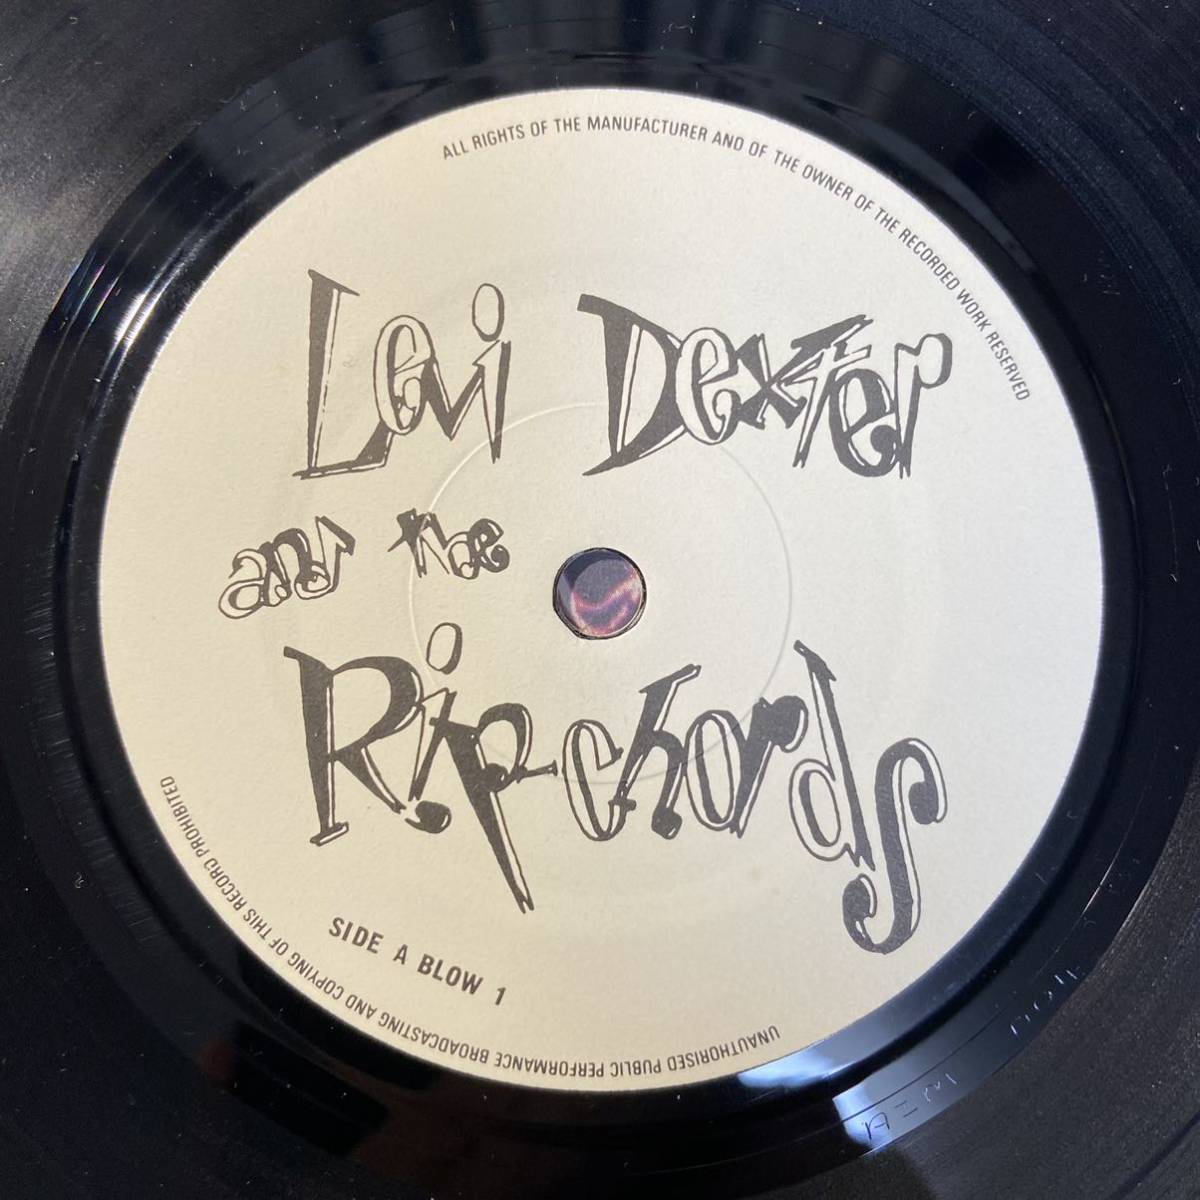 ALL RIGHTS OF THE MANUFACTURER AND OF THE OWNER OF THE RECORDED WORK RESERVED
Levi Dexter
and the
Rip-chords
SIDE A BLOW 1
UNAUTHORISED PUBLIC PERFORMANCE BROADCASTING AND COPYING OF THIS RECORD PROHIBITED